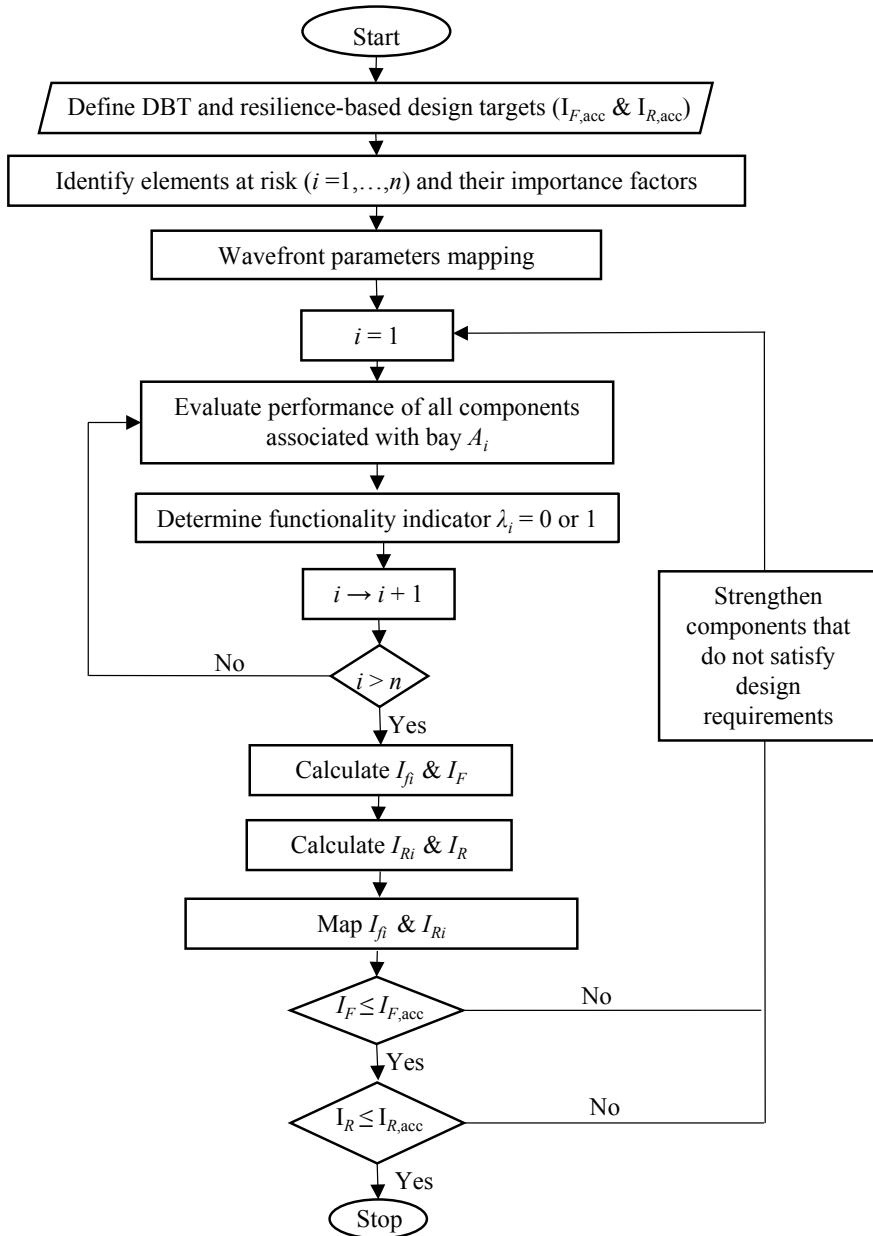 Start
Define DBT and resilience-based design targets (I_F,acc & I_R,acc)
Identify elements at risk (i =1,…,n) and their importance factors
Wavefront parameters mapping
i = 1
Evaluate performance of all components
associated with bay A_i
Determine functionality indicator λ_i = 0 or 1
i → i + 1
No
i > n
Yes
Strengthen
components that
do not satisfy
design
requirements
Calculate I_fi & I_F
Calculate I_Ri & I_R
Map I_fi & I_Ri
I_F ≤ I_F,acc
No
Yes
I_R ≤ I_R,acc
No
Yes
Stop